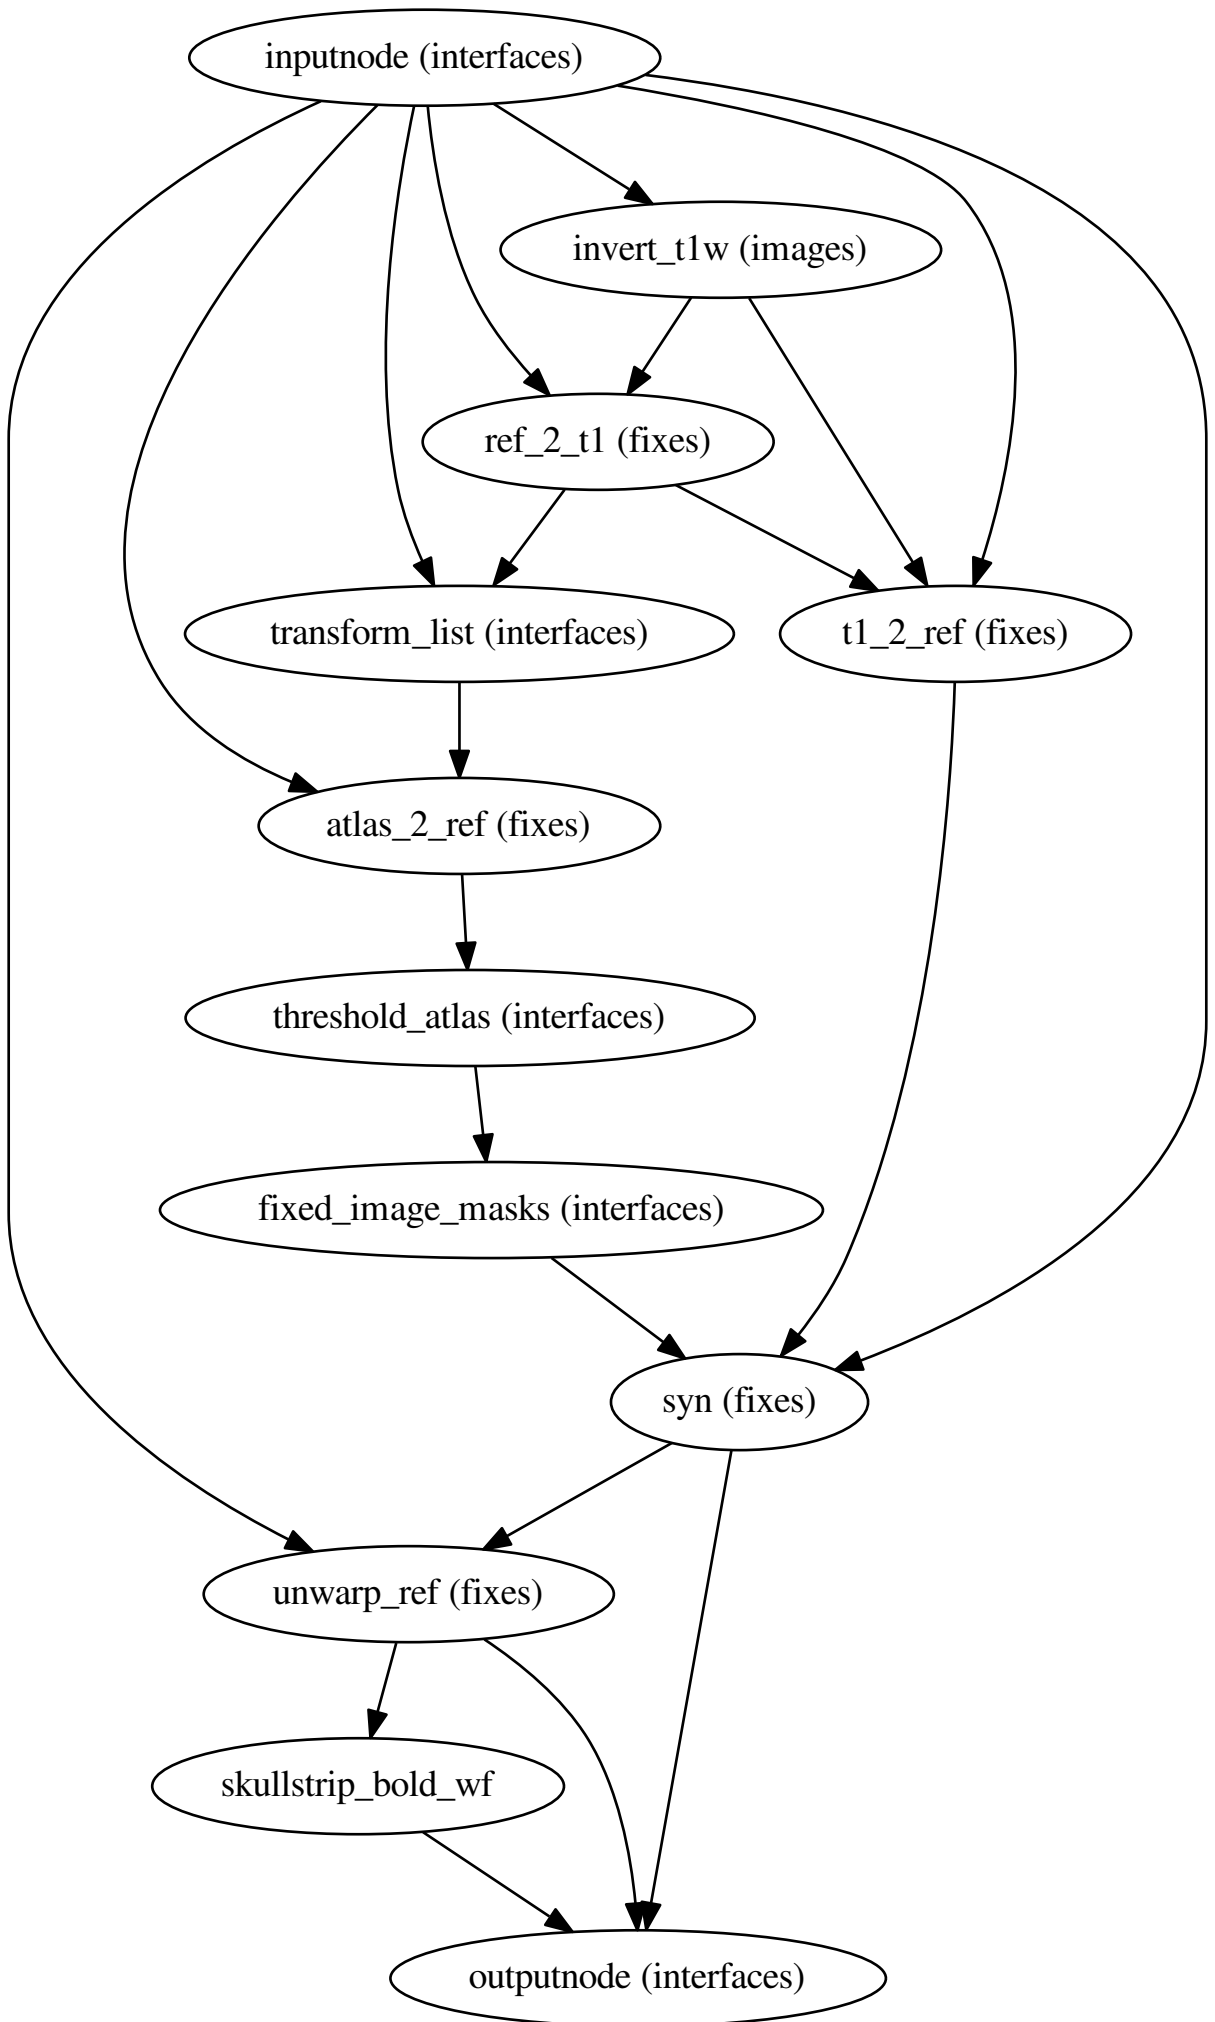 inputnode (interfaces)
invert_t1w (images)
ref_2_t1 (fixes)
transform_list (interfaces)
t1_2_ref (fixes)
atlas_2_ref (fixes)
threshold_atlas (interfaces)
fixed_image_masks (interfaces)
syn (fixes)
unwarp_ref (fixes)
skullstrip_bold_wf
outputnode (interfaces)